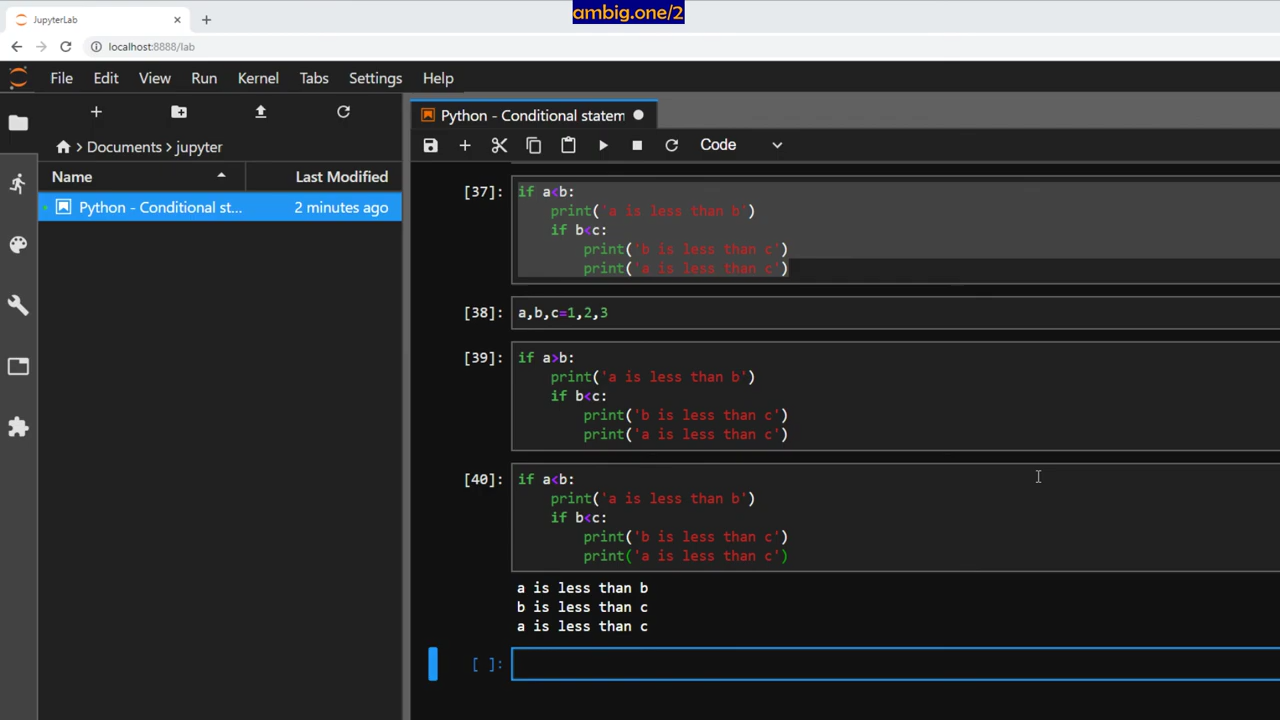 ambig.one/2
JupyterLab
localhost:8888/lab
File Edit View Run Kernel Tabs Settings Help
Python - Conditional statem
Documents > jupyter
Code
Name Last Modified
Python - Conditional st... 2 minutes ago
[37]: if a<b:
print('a is less than b')
if b<c:
print('b is less than c')
print('a is less than c')
[38]: a,b,c=1,2,3
[39]: if a>b:
print('a is less than b')
if b<c:
print('b is less than c')
print('a is less than c')
[40]: if a<b:
print('a is less than b')
if b<c:
print('b is less than c')
print('a is less than c')
a is less than b
b is less than c
a is less than c
[ ]: